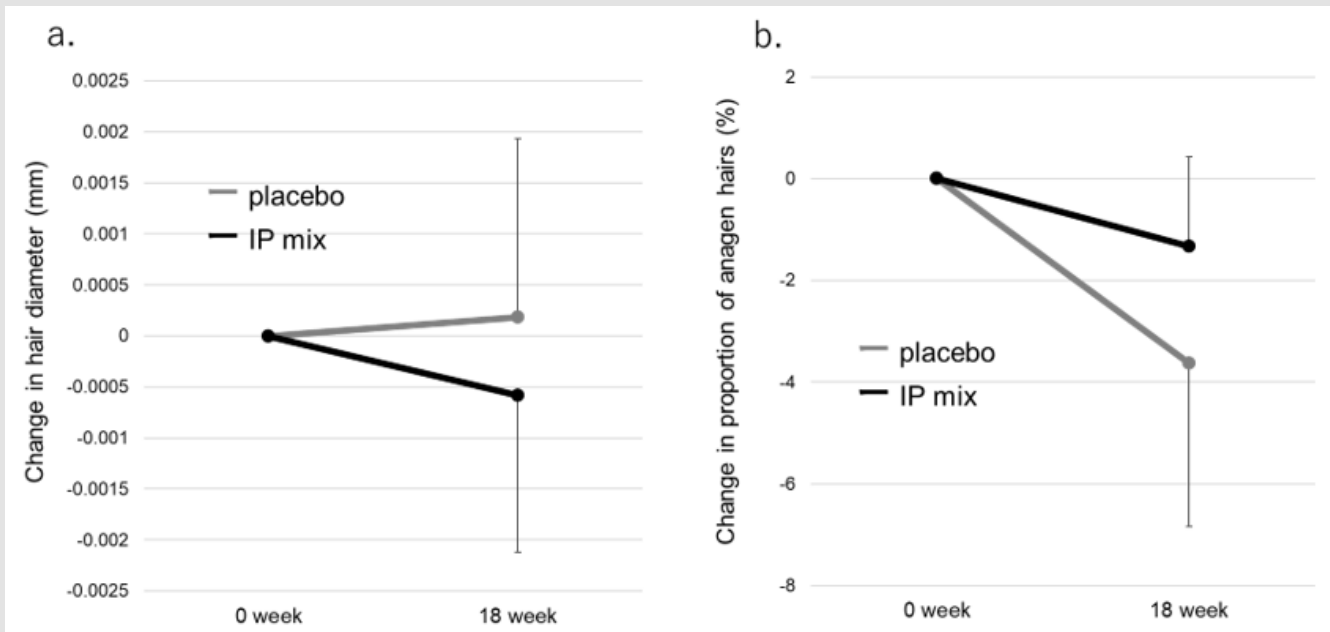 a.
Change in hair diameter (mm)
0.0025
0.002
0.0015
0.001
0.0005
0
-0.0005
-0.001
-0.0015
-0.002
-0.0025
placebo
IP mix
0 week 18 week
b.
Change in proportion of anagen hairs (%)
2
0
-2
-4
-6
-8
placebo
IP mix
0 week 18 week